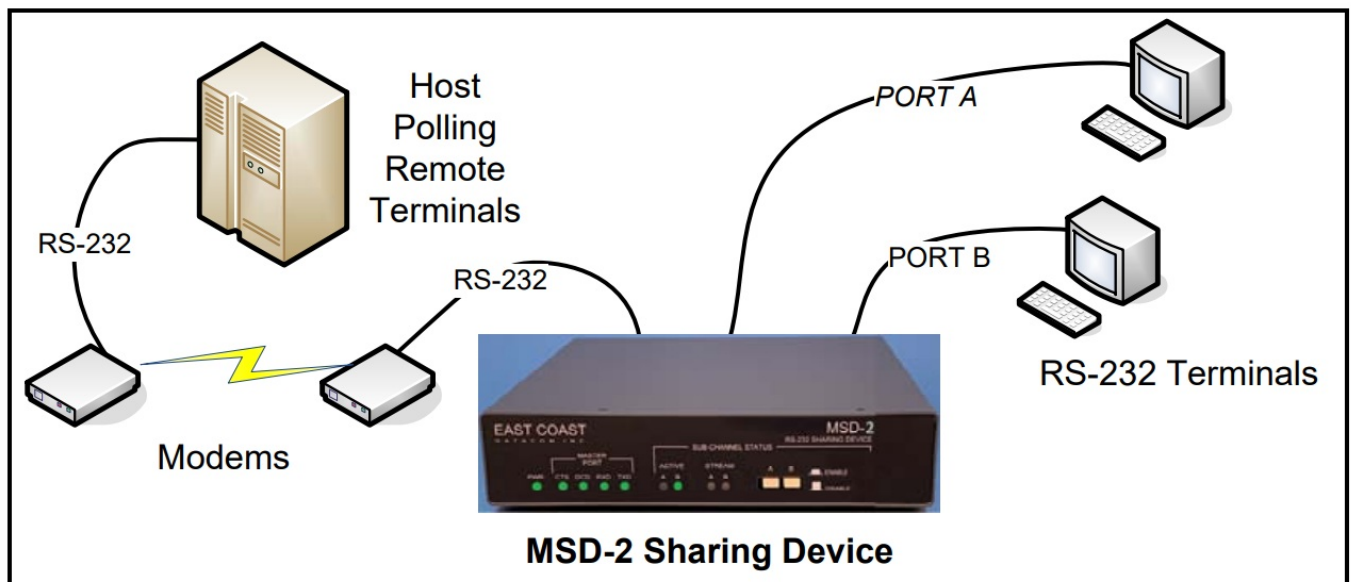 Host
Polling
Remote
Terminals
RS-232
RS-232
PORT A
PORT B
RS-232 Terminals
Modems
EAST COAST
DATACOM INC.
MSD-2
RS-232 SHARING DEVICE
SUB CHANNEL STATUS
MASTER
PORT
ACTIVE
STREAM
A B
PWR CTS DCD RXD TXD
A B A B
ENABLE
DISABLE
MSD-2 Sharing Device